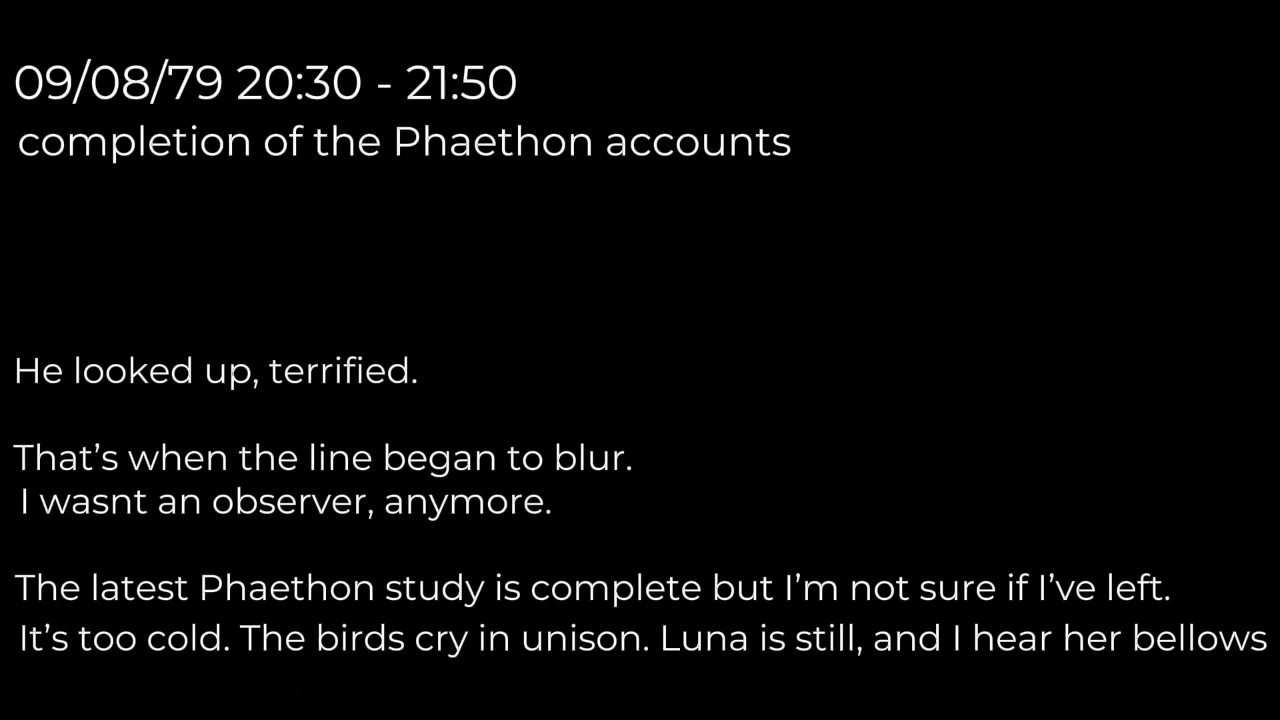 09/08/79 20:30 - 21:50
completion of the Phaethon accounts
He looked up, terrified.
That’s when the line began to blur.
I wasnt an observer, anymore.
The latest Phaethon study is complete but I’m not sure if I’ve left.
It’s too cold. The birds cry in unison. Luna is still, and I hear her bellows